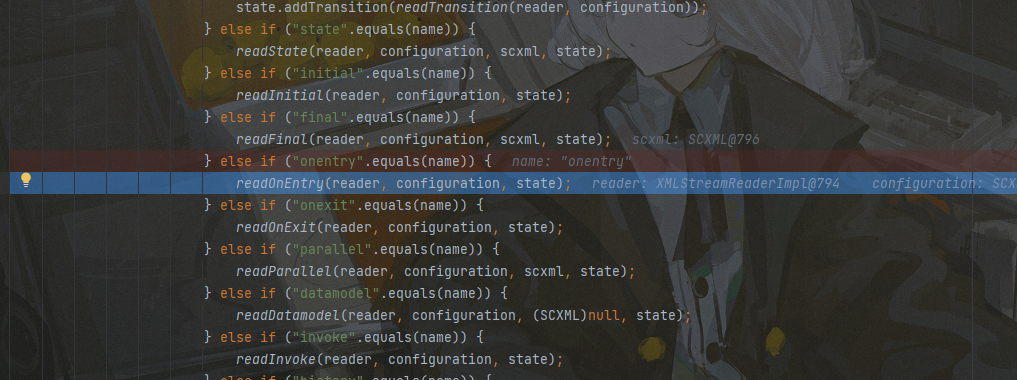 state.addTransition(readTransition(reader, configuration));
} else if ("state".equals(name)) {
readState(reader, configuration, scxml, state);
} else if ("initial".equals(name)) {
readInitial(reader, configuration, state);
} else if ("final".equals(name)) {
readFinal(reader, configuration, scxml, state); scxml: SCXML@796
} else if ("onentry".equals(name)) { name: "onentry"
readOnEntry(reader, configuration, state); reader: XMLStreamReaderImpl@794 configuration: SCX
} else if ("onexit".equals(name)) {
readOnExit(reader, configuration, state);
} else if ("parallel".equals(name)) {
readParallel(reader, configuration, scxml, state);
} else if ("datamodel".equals(name)) {
readDatamodel(reader, configuration, (SCXML)null, state);
} else if ("invoke".equals(name)) {
readInvoke(reader, configuration, state);
} else if ("history".equals(name)) {